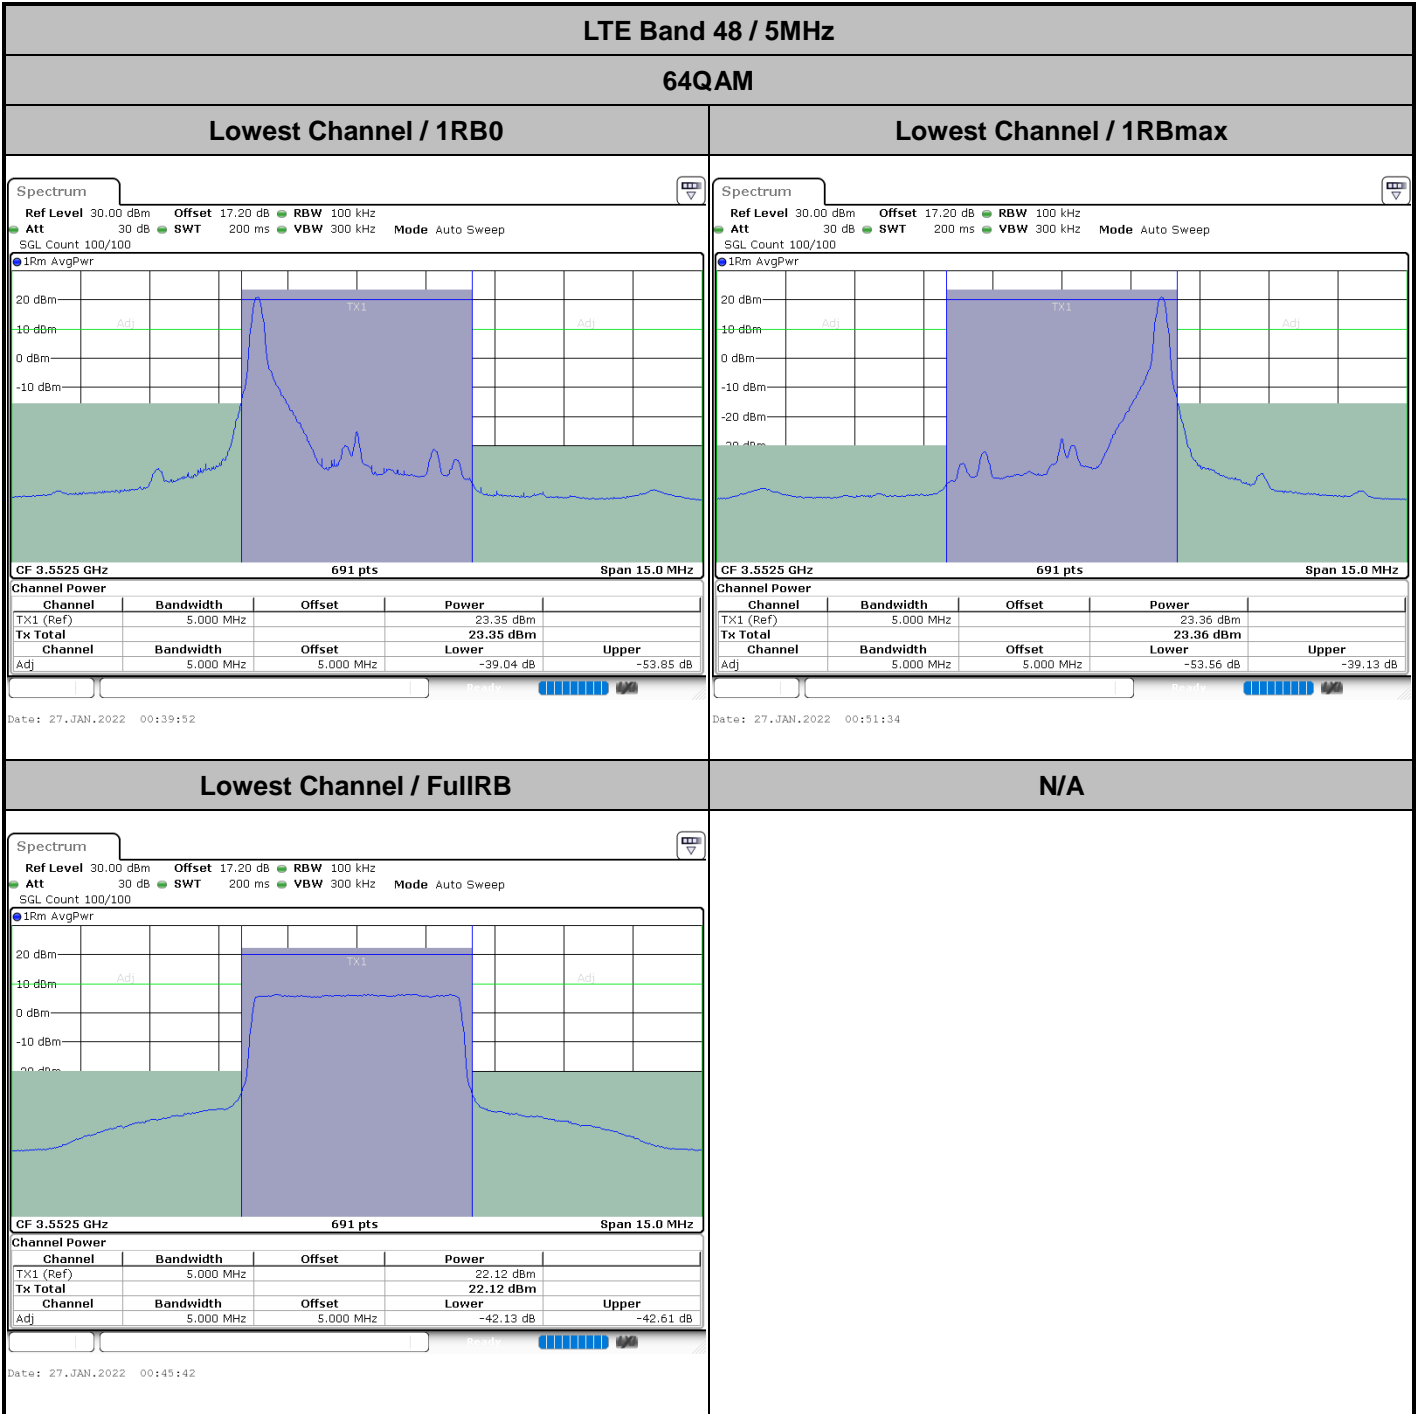 LTE Band 48 / 5MHz
64QAM
Lowest Channel / 1RB0
Lowest Channel / 1RBmax
Spectrum
Ref Level 30.00 dBm Offset 17.20 dB RBW 100 kHz
Att 30 dB SWT 200 ms VBW 300 kHz Mode Auto Sweep
SGL Count 100/100
1Rm AvgPwr
20 dBm
TX1
10 dBm
Adj
Adj
0 dBm
-10 dBm
CF 3.5525 GHz 691 pts Span 15.0 MHz
Channel Power
Channel Bandwidth Offset Power
TX1 (Ref) 5.000 MHz 23.35 dBm
Tx Total 23.35 dBm
Channel Bandwidth Offset Lower Upper
Adj 5.000 MHz 5.000 MHz -39.04 dB -53.85 dB
Ready
Date: 27.JAN.2022 00:39:52
Spectrum
Ref Level 30.00 dBm Offset 17.20 dB RBW 100 kHz
Att 30 dB SWT 200 ms VBW 300 kHz Mode Auto Sweep
SGL Count 100/100
1Rm AvgPwr
20 dBm
TX1
10 dBm
Adj
Adj
0 dBm
-10 dBm
-20 dBm
CF 3.5525 GHz 691 pts Span 15.0 MHz
Channel Power
Channel Bandwidth Offset Power
TX1 (Ref) 5.000 MHz 23.36 dBm
Tx Total 23.36 dBm
Channel Bandwidth Offset Lower Upper
Adj 5.000 MHz 5.000 MHz -53.56 dB -39.13 dB
Ready
Date: 27.JAN.2022 00:51:34
Lowest Channel / FullRB
N/A
Spectrum
Ref Level 30.00 dBm Offset 17.20 dB RBW 100 kHz
Att 30 dB SWT 200 ms VBW 300 kHz Mode Auto Sweep
SGL Count 100/100
1Rm AvgPwr
20 dBm
TX1
10 dBm
Adj
Adj
0 dBm
-10 dBm
CF 3.5525 GHz 691 pts Span 15.0 MHz
Channel Power
Channel Bandwidth Offset Power
TX1 (Ref) 5.000 MHz 22.12 dBm
Tx Total 22.12 dBm
Channel Bandwidth Offset Lower Upper
Adj 5.000 MHz 5.000 MHz -42.13 dB -42.61 dB
Ready
Date: 27.JAN.2022 00:45:42